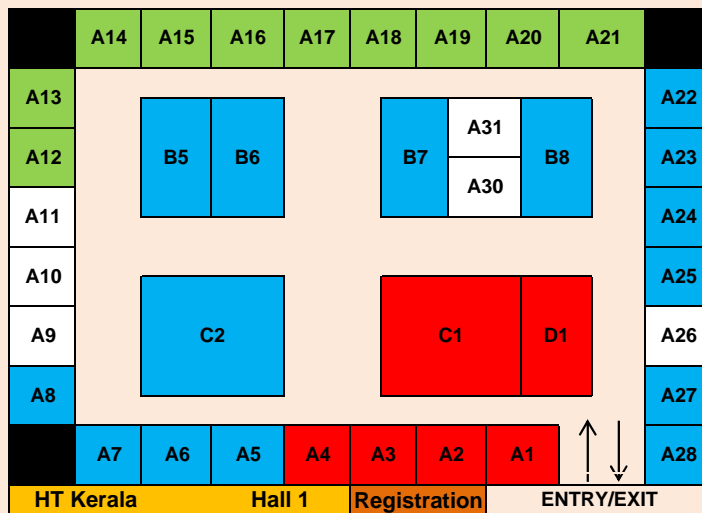 A14 A15 A16 A17 A18 A19 A20 A21
A13 A22
A31
A12 B5 B6 B7 B8 A23
A30
A11 A24
A10 A25
A9 C2 C1 D1 A26
A8 A27
A7 A6 A5 A4 A3 A2 A1 A28
HT Kerala Hall 1 Registration ENTRY/EXIT